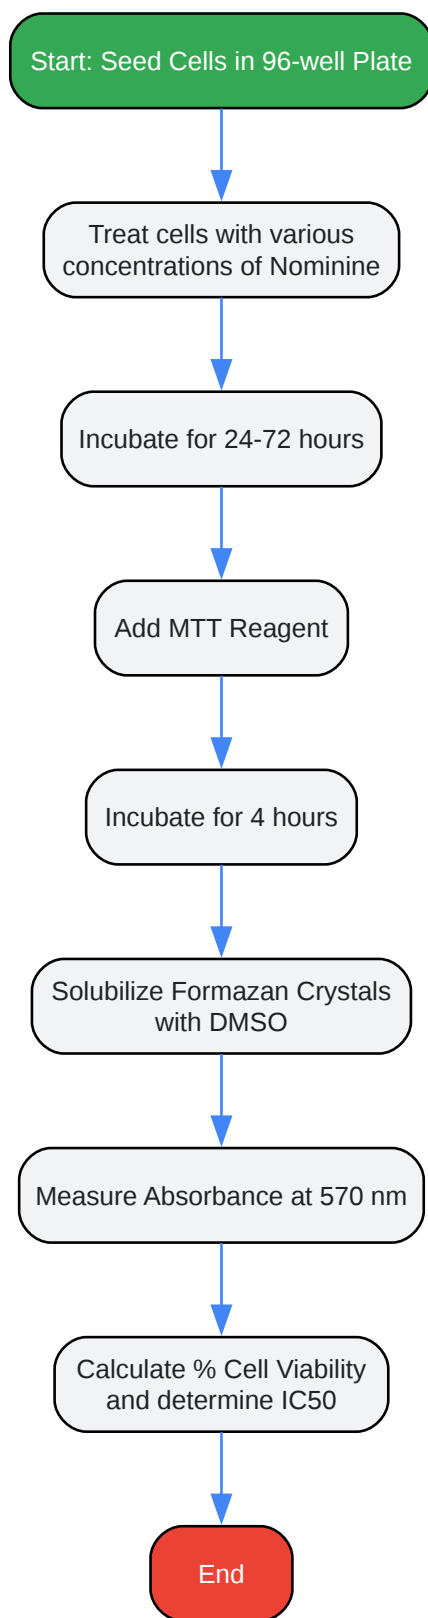 Start: Seed Cells in 96-well Plate
Treat cells with various
concentrations of Nominine
Incubate for 24-72 hours
Add MTT Reagent
Incubate for 4 hours
Solubilize Formazan Crystals
with DMSO
Measure Absorbance at 570 nm
Calculate % Cell Viability
and determine IC50
End